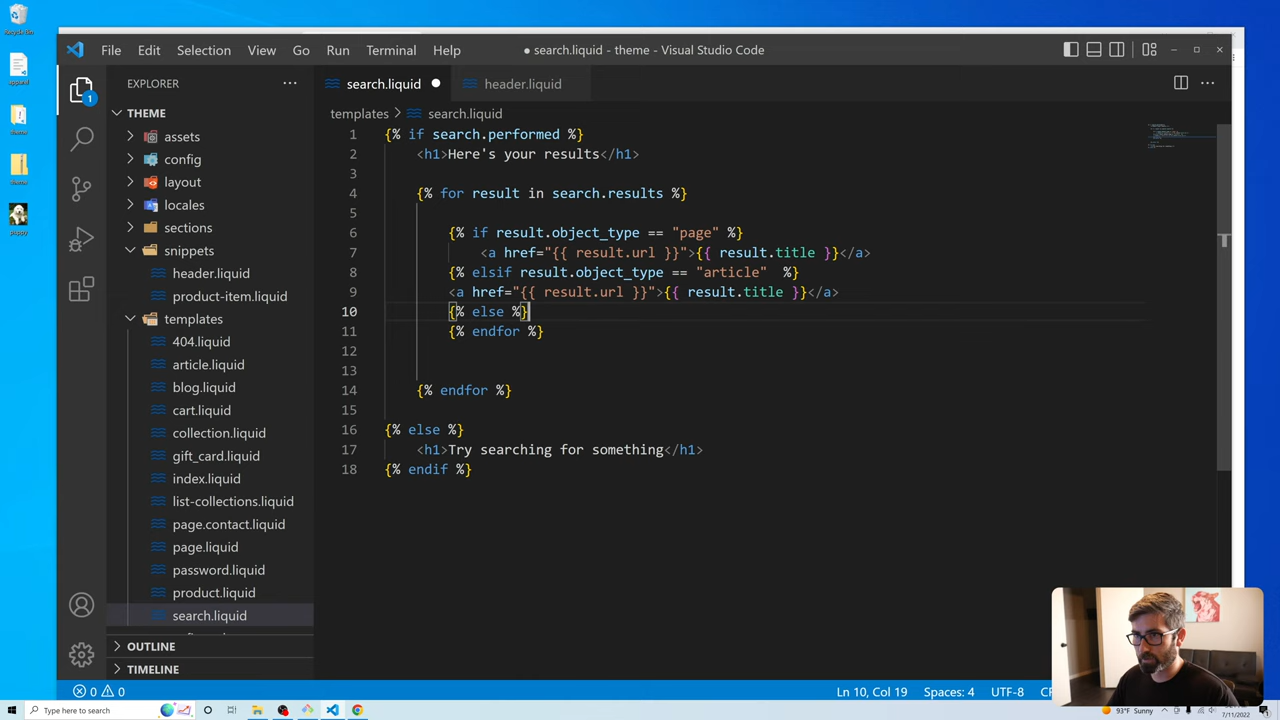 File Edit Selection View Go Run Terminal Help
● search.liquid - theme - Visual Studio Code
EXPLORER
search.liquid
header.liquid
THEME
assets
config
layout
locales
sections
snippets
header.liquid
product-item.liquid
templates
404.liquid
article.liquid
blog.liquid
cart.liquid
collection.liquid
gift_card.liquid
index.liquid
list-collections.liquid
page.contact.liquid
page.liquid
password.liquid
product.liquid
search.liquid
OUTLINE
TIMELINE
templates > search.liquid
1 {% if search.performed %}
2 <h1>Here's your results</h1>
3
4 {% for result in search.results %}
5
6 {% if result.object_type == "page" %}
7 <a href="{{ result.url }}">{{ result.title }}</a>
8 {% elsif result.object_type == "article"  %}
9 <a href="{{ result.url }}">{{ result.title }}</a>
10 {% else %}
11 {% endfor %}
12
13
14 {% endfor %}
15
16 {% else %}
17 <h1>Try searching for something</h1>
18 {% endif %}
0 0
Ln 10, Col 19 Spaces: 4 UTF-8
Type here to search
93°F Sunny
7/11/2022